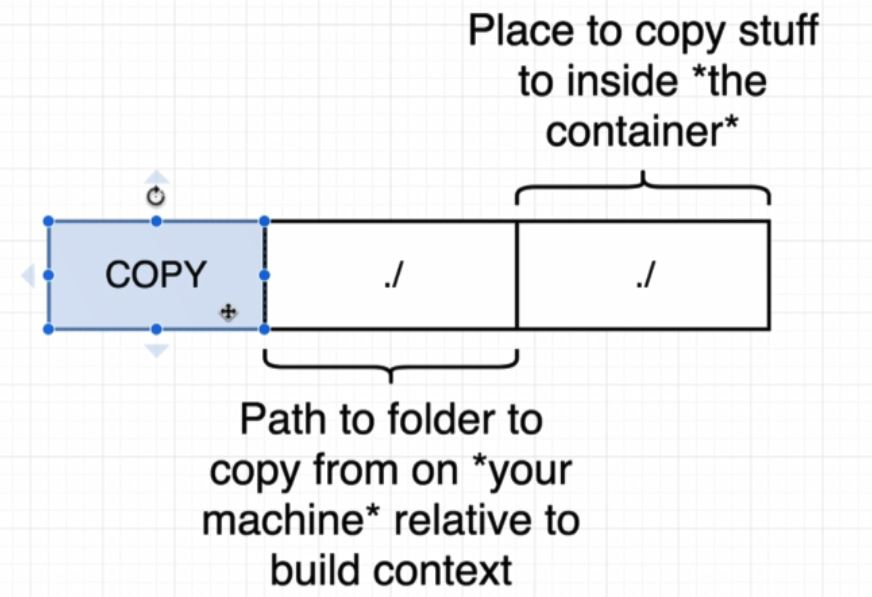 Place to copy stuff
to inside *the
container*
COPY
./
./
Path to folder to
copy from on *your
machine* relative to
build context